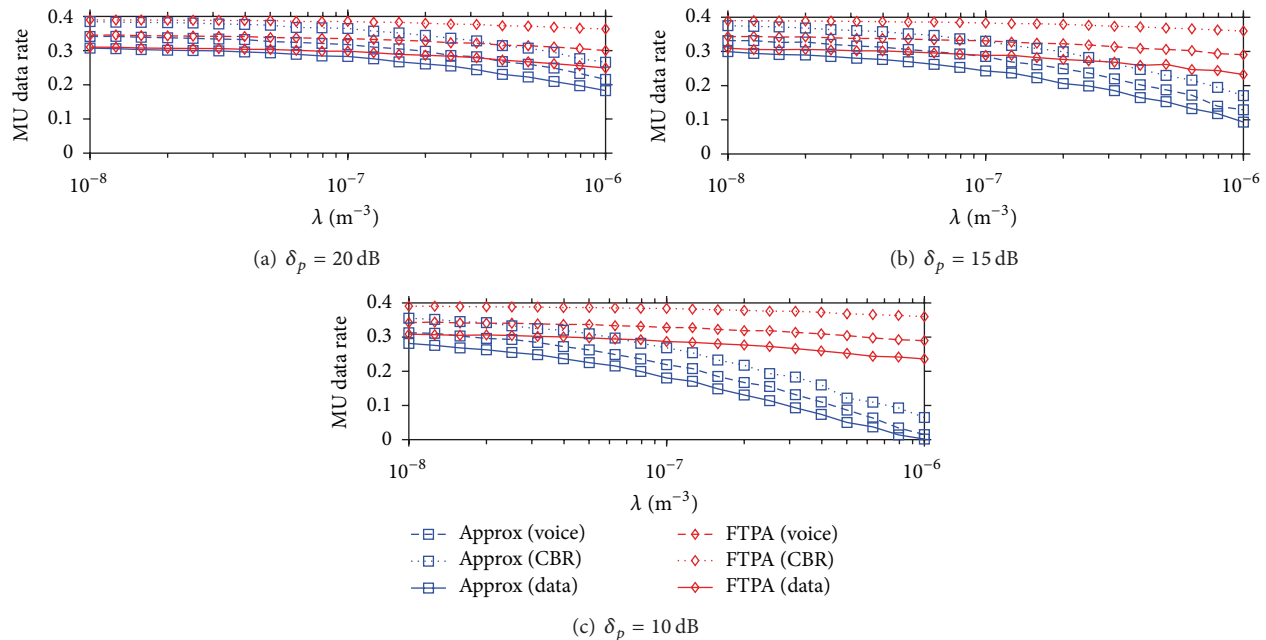 0.4
0.3
0.2
0.1
0
MU data rate
10⁻⁸
10⁻⁷
10⁻⁶
λ (m⁻³)
(a) δₚ = 20 dB
0.4
0.3
0.2
0.1
0
MU data rate
10⁻⁸
10⁻⁷
10⁻⁶
λ (m⁻³)
(b) δₚ = 15 dB
0.4
0.3
0.2
0.1
0
MU data rate
10⁻⁸
10⁻⁷
10⁻⁶
λ (m⁻³)
Approx (voice)
Approx (CBR)
Approx (data)
FTPA (voice)
FTPA (CBR)
FTPA (data)
(c) δₚ = 10 dB